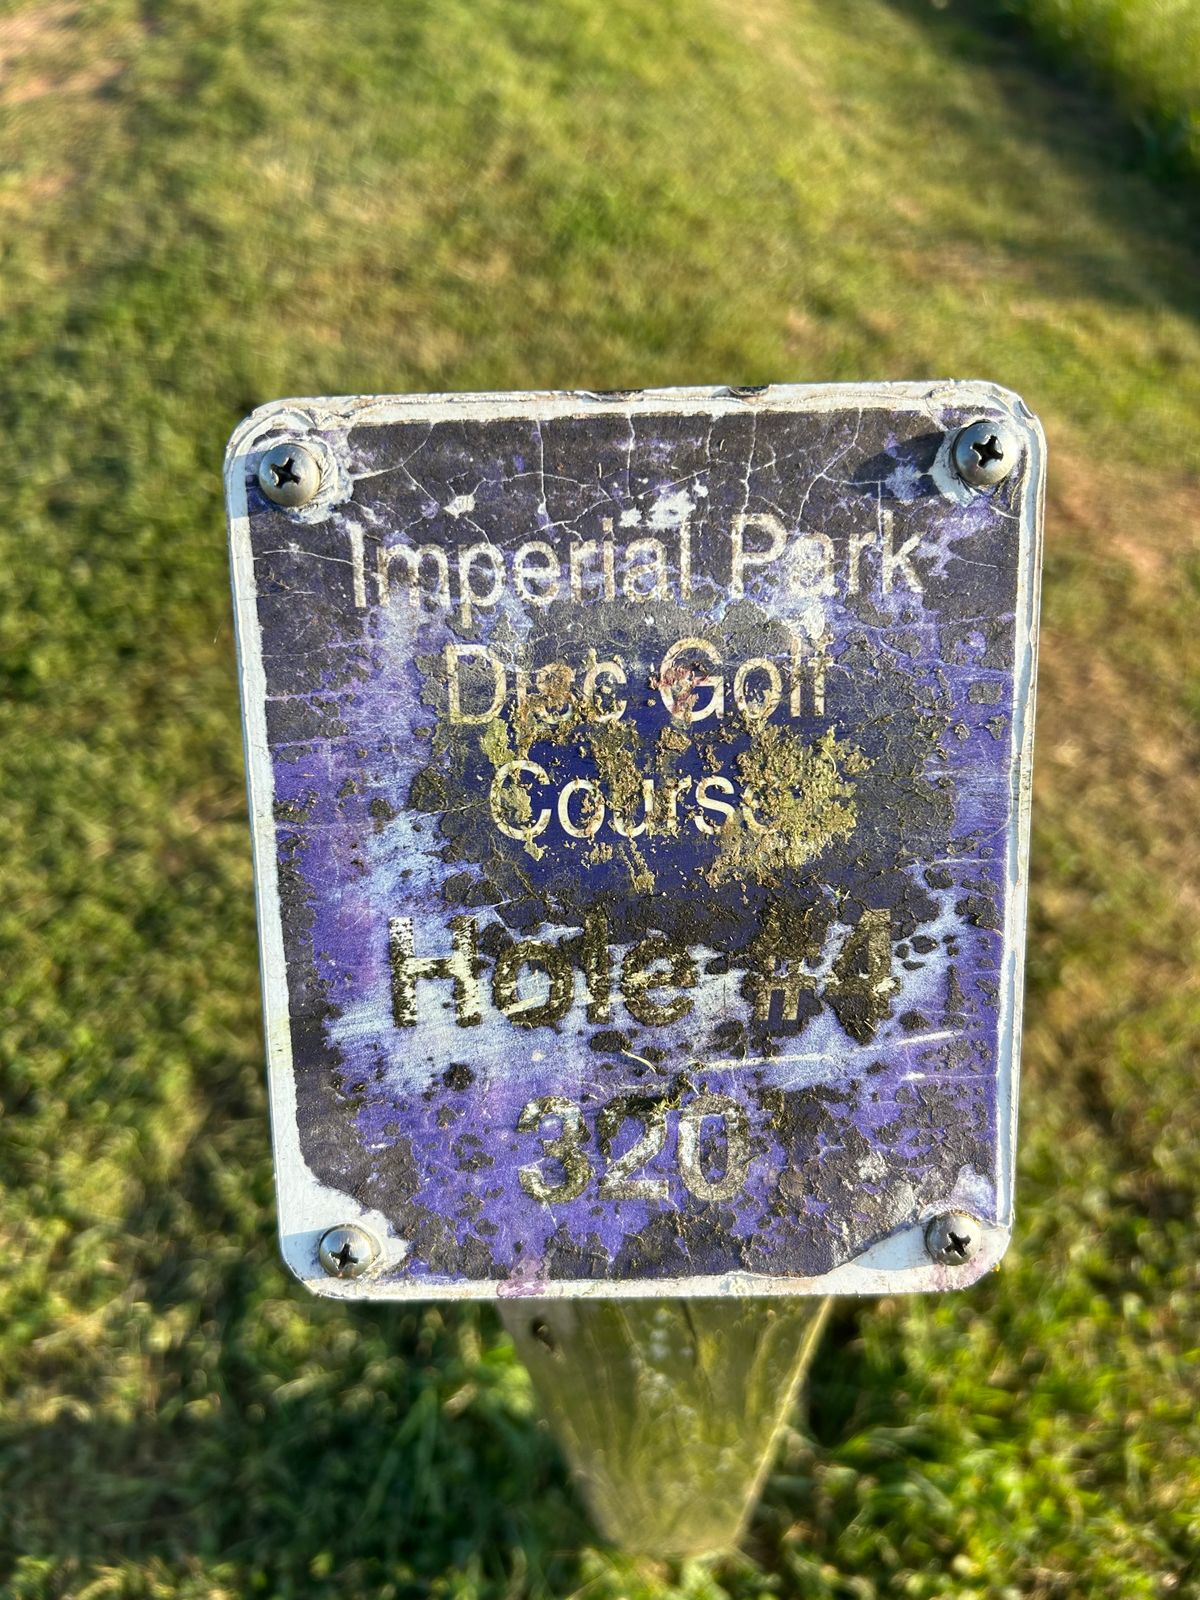 Imperial Park
Disc Golf
Course
Hole #4
320'